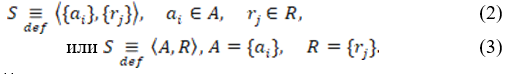 S ≡def ⟨{aᵢ},{rⱼ}⟩, aᵢ ∈ A, rⱼ ∈ R, (2)
или S ≡def ⟨A, R⟩, A = {aᵢ}, R = {rⱼ}. (3)